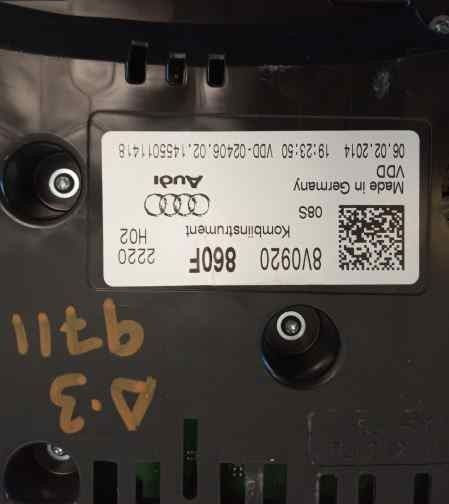 9711
8V0920 860F 2220
Kombiinstrument H02
08S
Made in Germany Audi
VDD
06.02.2014 19:23:50 VDD-02406.02.1455011418